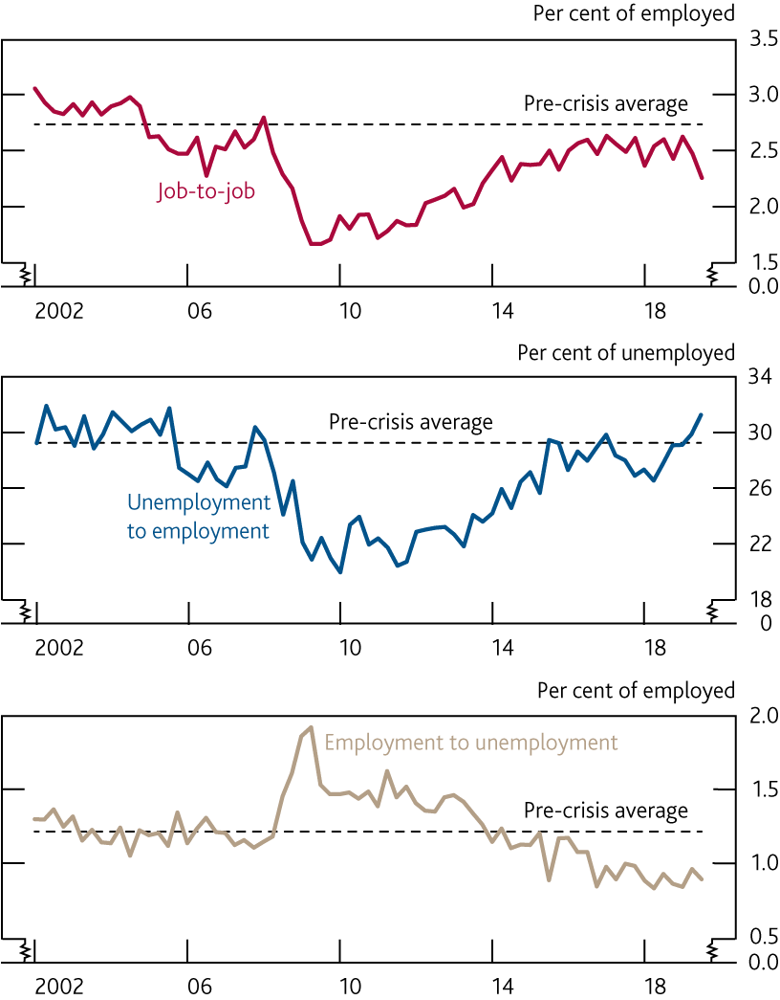 Per cent of employed
3.5
3.0
Pre-crisis average
2.5
Job-to-job
2.0
1.5
0.0
2002 06 10 14 18
Per cent of unemployed
34
Pre-crisis average
30
26
Unemployment
to employment
22
18
0
2002 06 10 14 18
Per cent of employed
2.0
Employment to unemployment
1.5
Pre-crisis average
1.0
0.5
0.0
2002 06 10 14 18